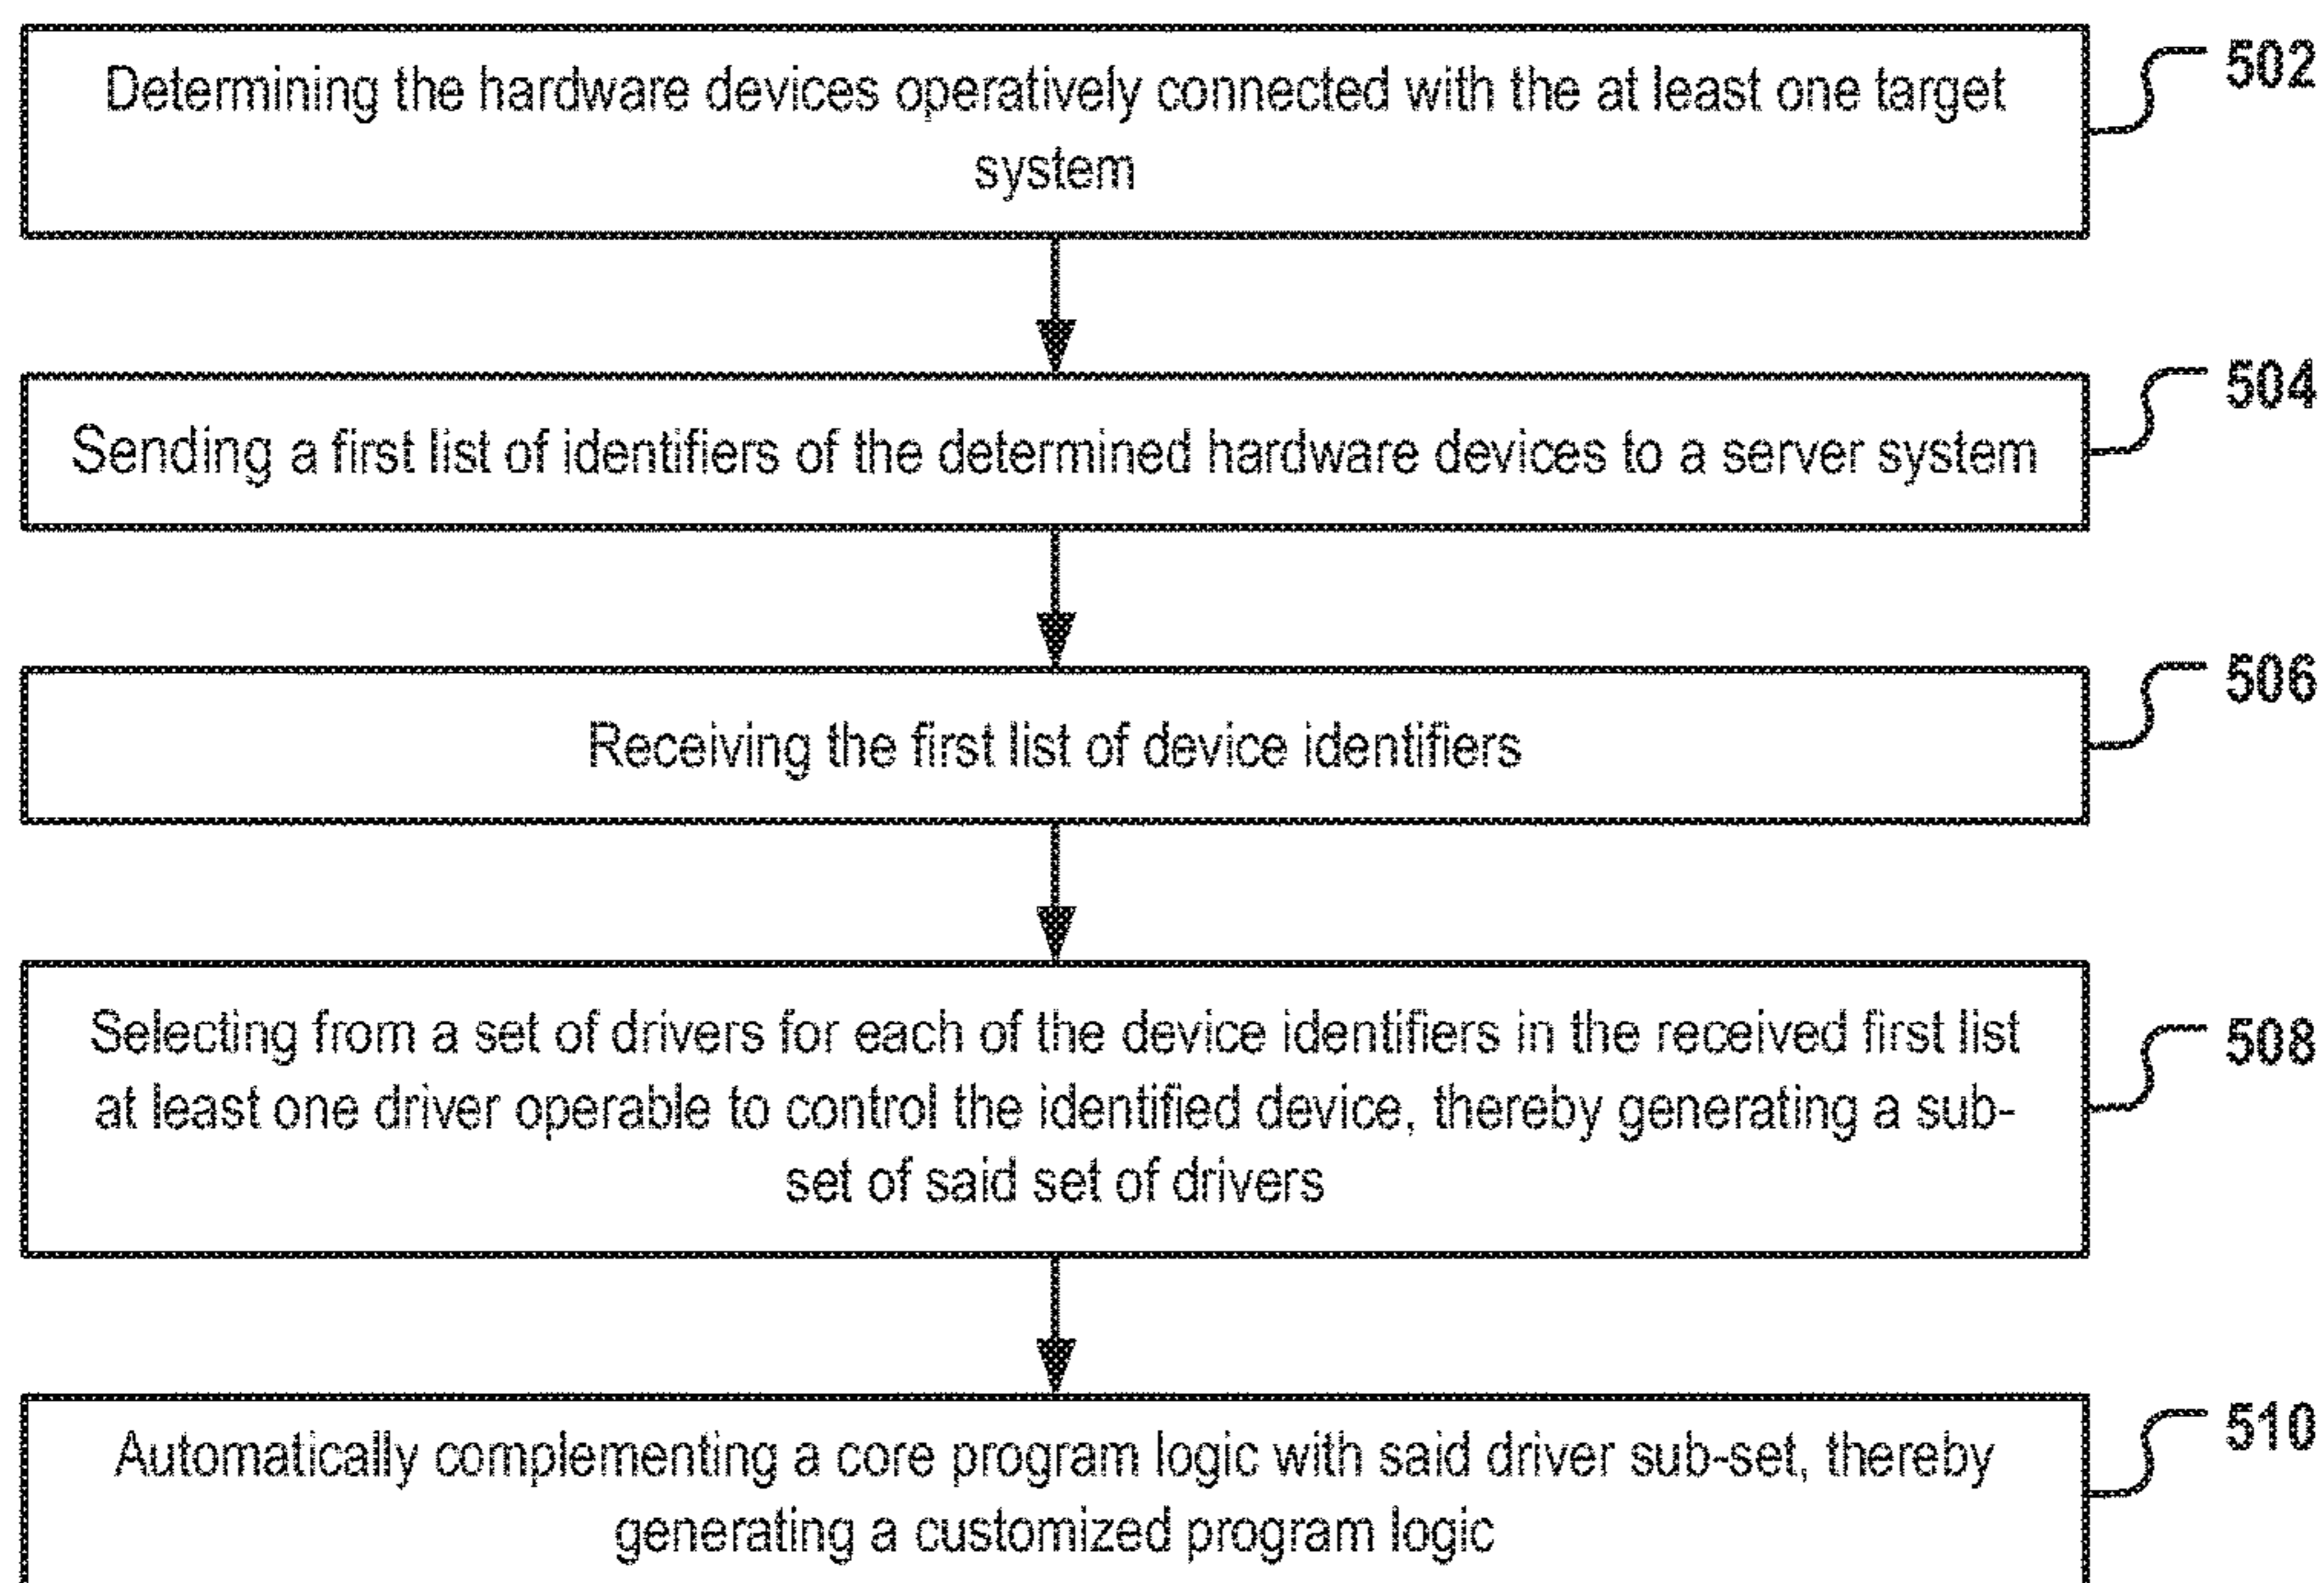 Determining the hardware devices operatively connected with the at least one target
system
502
Sending a first list of identifiers of the determined hardware devices to a server system
504
Receiving the first list of device identifiers
506
Selecting from a set of drivers for each of the device identifiers in the received first list
at least one driver operable to control the identified device, thereby generating a sub-
set of said set of drivers
508
Automatically complementing a core program logic with said driver sub-set, thereby
generating a customized program logic
510